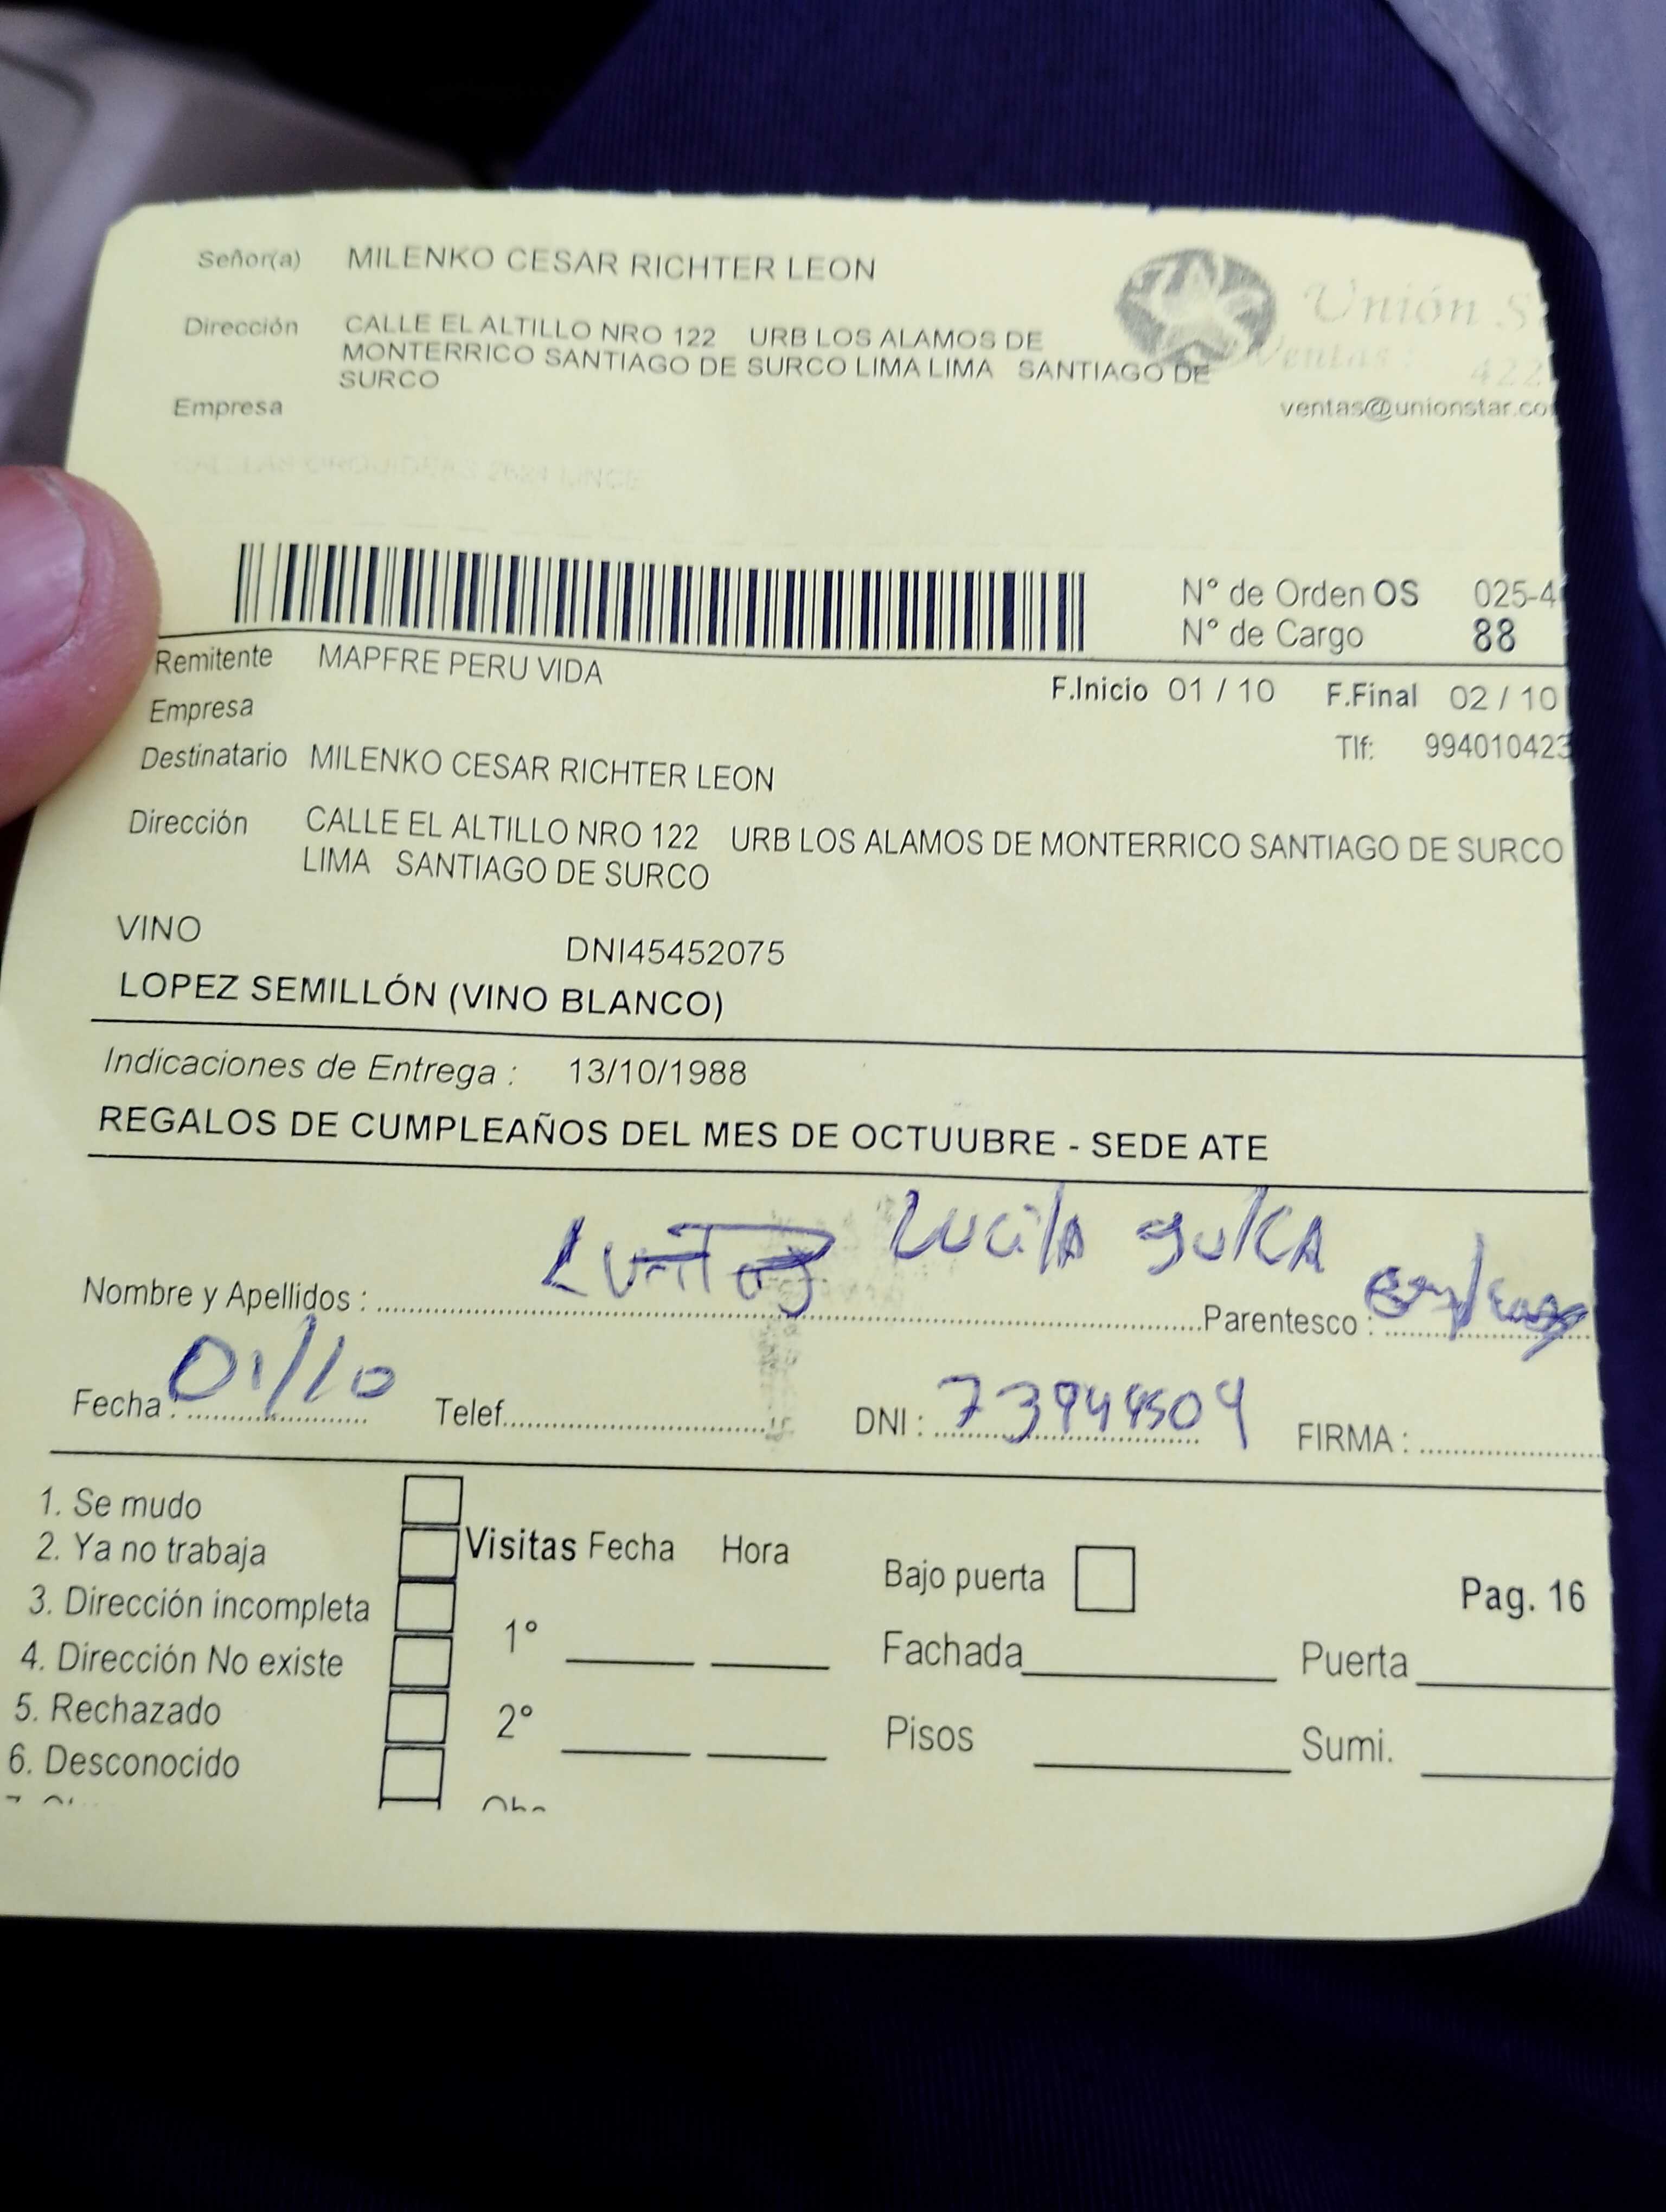 Señor(a) MILENKO CESAR RICHTER LEON
Unión S
Dirección CALLE EL ALTILLO NRO 122 URB LOS ALAMOS DE
MONTERRICO SANTIAGO DE SURCO LIMA LIMA SANTIAGO DE
SURCO
Ventas
422
Empresa
ventas@unionstar.co
N° de Orden OS 025-4
N° de Cargo 88
Remitente MAPFRE PERU VIDA
F.Inicio 01 / 10 F.Final 02 / 10
Empresa
Tlf: 994010423
Destinatario MILENKO CESAR RICHTER LEON
Dirección CALLE EL ALTILLO NRO 122 URB LOS ALAMOS DE MONTERRICO SANTIAGO DE SURCO
LIMA SANTIAGO DE SURCO
VINO DNI45452075
LOPEZ SEMILLÓN (VINO BLANCO)
Indicaciones de Entrega : 13/10/1988
REGALOS DE CUMPLEAÑOS DEL MES DE OCTUUBRE - SEDE ATE
Nombre y Apellidos : Lucila sulca Parentesco :
Fecha : 01/10 Telef. DNI : 73944504 FIRMA :
1. Se mudo
2. Ya no trabaja Visitas Fecha Hora Bajo puerta
3. Dirección incompleta 1° Pag. 16
4. Dirección No existe Fachada Puerta
5. Rechazado 2° Pisos Sumi.
6. Desconocido